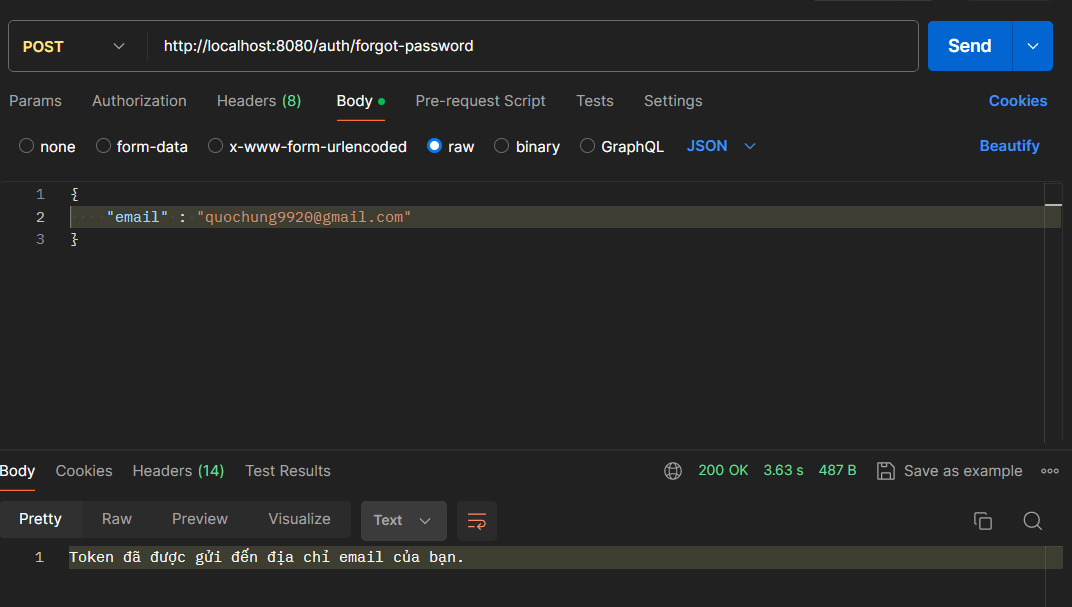 POST http://localhost:8080/auth/forgot-password Send
Params Authorization Headers (8) Body Pre-request Script Tests Settings Cookies
none form-data x-www-form-urlencoded raw binary GraphQL JSON Beautify
1 {
2 "email" : "quochung9920@gmail.com"
3 }
Body Cookies Headers (14) Test Results 200 OK 3.63 s 487 B Save as example
Pretty Raw Preview Visualize Text
1 Token đã được gửi đến địa chỉ email của bạn.